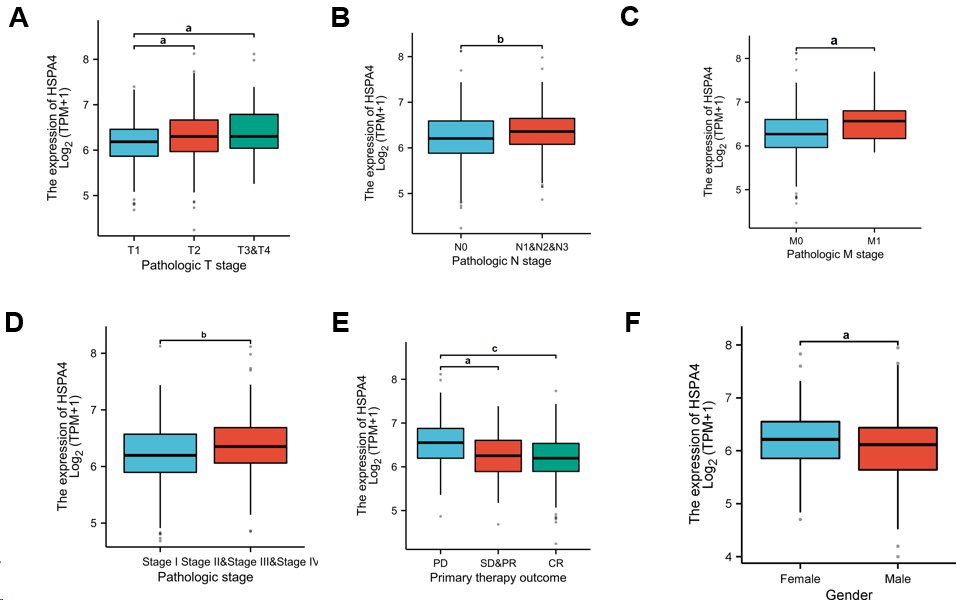 A
a
a
The expression of HSPA4
Log2 (TPM+1)
8
7
6
5
T1
T2
T3&T4
Pathologic T stage
B
b
The expression of HSPA4
Log2 (TPM+1)
8
7
6
5
N0
N1&N2&N3
Pathologic N stage
C
a
The expression of HSPA4
Log2 (TPM+1)
8
7
6
5
M0
M1
Pathologic M stage
D
b
The expression of HSPA4
Log2 (TPM+1)
8
7
6
5
Stage I Stage II&Stage III&Stage IV
Pathologic stage
E
c
a
The expression of HSPA4
Log2 (TPM+1)
8
7
6
5
PD
SD&PR
CR
Primary therapy outcome
F
a
The expression of HSPA4
Log2 (TPM+1)
8
7
6
5
4
Female
Male
Gender